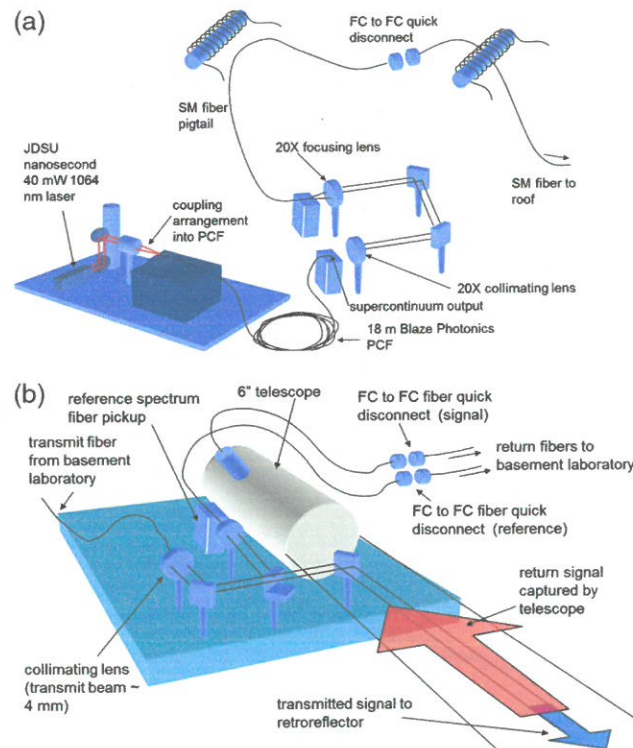 (a)
FC to FC quick
disconnect
SM fiber
pigtail
JDSU
nanosecond
40 mW 1064
nm laser
20X focusing lens
SM fiber to
roof
coupling
arrangement
into PCF
20X collimating lens
supercontinuum output
18 m Blaze Photonics
PCF
(b)
reference spectrum
fiber pickup
6" telescope
FC to FC fiber quick
disconnect (signal)
transmit fiber
from basement
laboratory
return fibers to
basement laboratory
FC to FC fiber quick
disconnect (reference)
return signal
captured by
telescope
collimating lens
(transmit beam ~
4 mm)
transmitted signal to
retroreflector